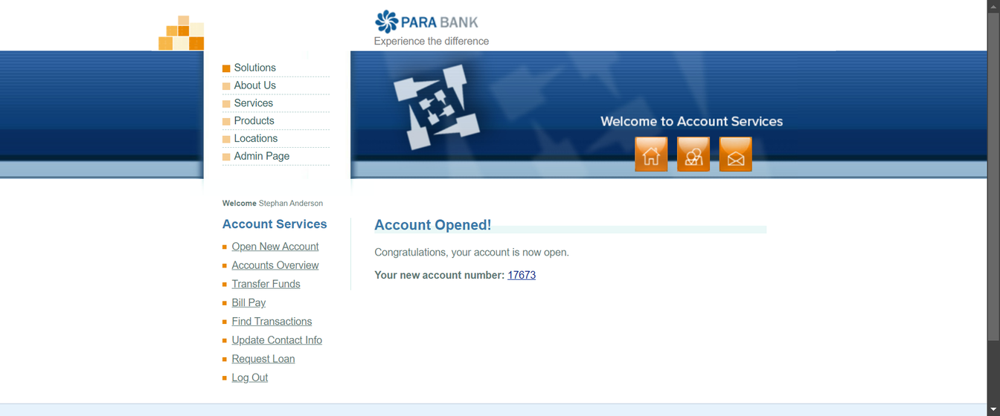 PARA BANK
Experience the difference
Solutions
About Us
Services
Products
Locations
Admin Page
Welcome to Account Services
Welcome Stephan Anderson
Account Services
Open New Account
Accounts Overview
Transfer Funds
Bill Pay
Find Transactions
Update Contact Info
Request Loan
Log Out
Account Opened!
Congratulations, your account is now open.
Your new account number: 17673